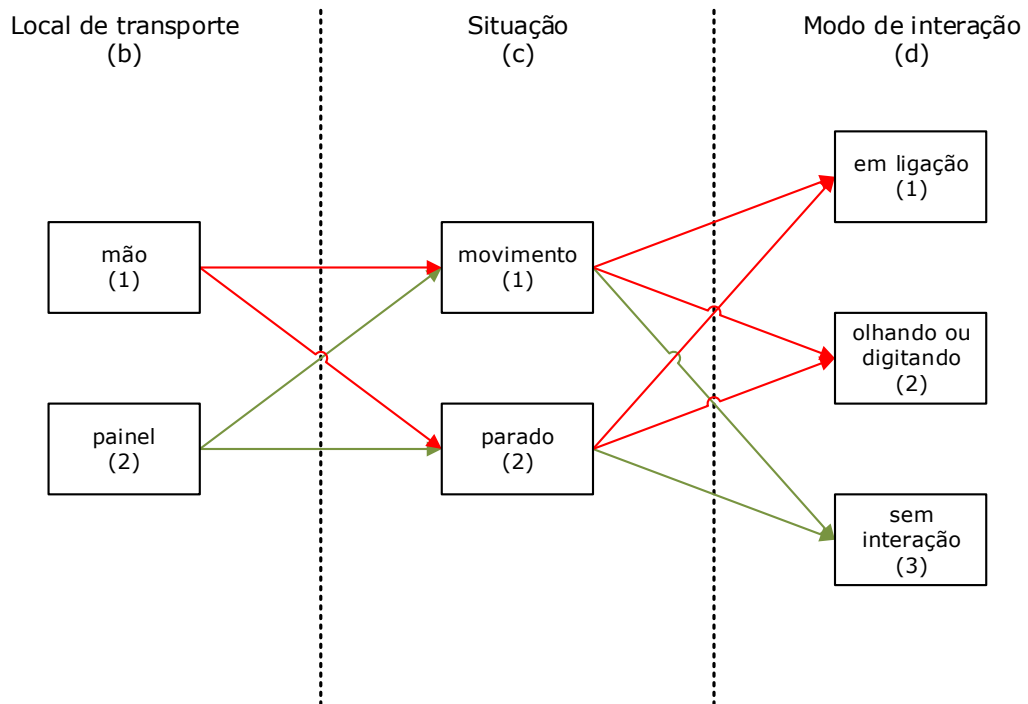 Local de transporte
(b)
Situação
(c)
Modo de interação
(d)
mão
(1)
painel
(2)
movimento
(1)
parado
(2)
em ligação
(1)
olhando ou
digitando
(2)
sem
interação
(3)